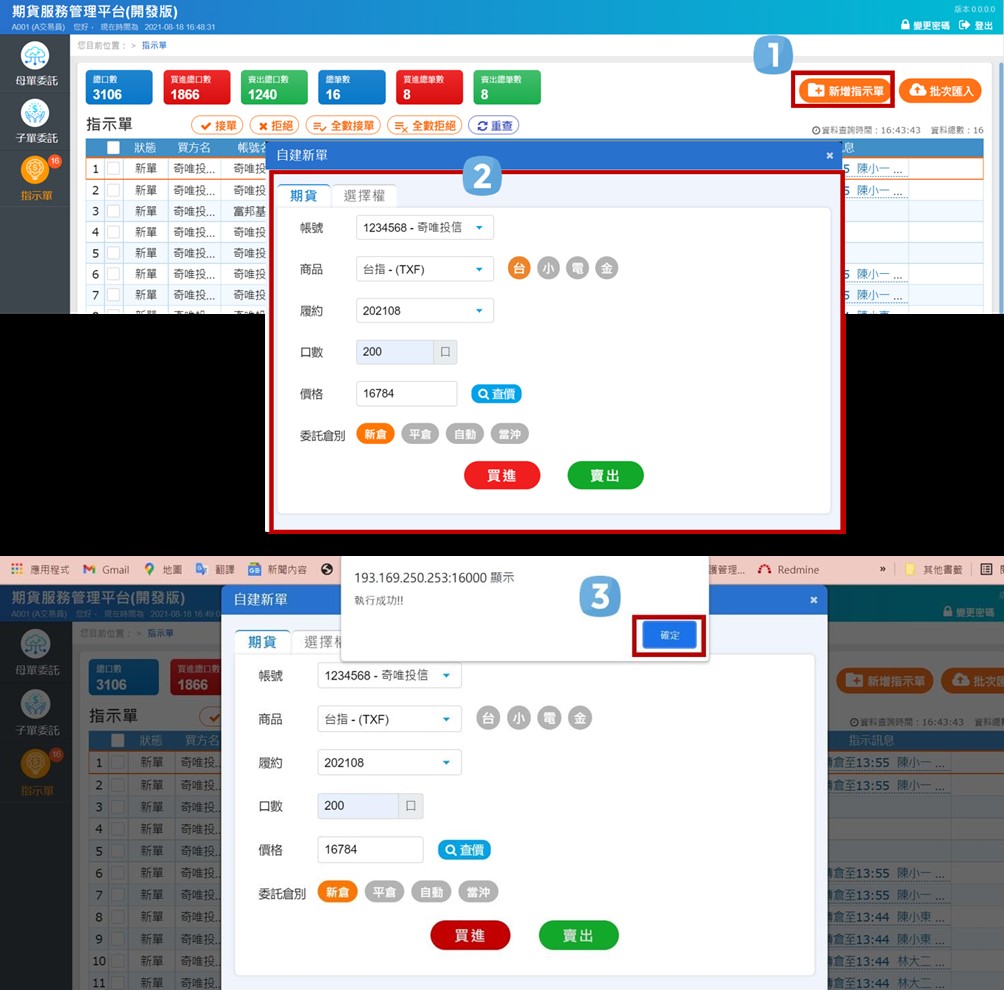 期貨服務管理平台(開發版)
版本 0.0.0.0
A001 (A交易員) 您好， 現在時間為 2021-08-18 16:48:31
變更密碼 登出
母單委託
子單委託
16
指示單
您目前位置： > 指示單
1
總口數 3106
買進總口數 1866
賣出總口數 1240
總筆數 16
買進總筆數 8
賣出總筆數 8
新增指示單 批次匯入
指示單 接單 拒絕 全數接單 全數拒絕 重查
資料查詢時間：16:43:43 資料總數：16
狀態 買方名 帳號名 息
1 新單 奇唯投... 奇唯投 5 陳小一 ...
2 新單 奇唯投... 奇唯投 5 陳小一 ...
3 新單 奇唯投... 富邦基
4 新單 奇唯投... 奇唯投
5 新單 奇唯投... 奇唯投
6 新單 奇唯投... 奇唯投 5 陳小一 ...
7 新單 奇唯投... 奇唯投 5 陳小一 ...
自建新單 ×
2
期貨 選擇權
帳號 1234568 - 奇唯投信
商品 台指 - (TXF) 台 小 電 金
履約 202108
口數 200 口
價格 16784 查價
委託倉別 新倉 平倉 自動 當沖
買進 賣出
應用程式 Gmail 地圖 翻譯 新聞內容 護管理... Redmine » 其他書籤
193.169.250.253:16000 顯示
執行成功!!
3
確定
期貨服務管理平台(開發版)
A001 (A交易員) 您好， 現在時間為 2021-08-18 16:49:0
變更密碼
母單委託
子單委託
16
指示單
您目前位置： > 指示單
總口數 3106
買進總口數 1866
新增指示單 批次匯
指示單
資料查詢時間：16:43:43 資料總
狀態 買方名 指示訊息
1 新單 奇唯投... 倉至13:55 陳小一 ...
2 新單 奇唯投... 倉至13:55 陳小一 ...
3 新單 奇唯投...
4 新單 奇唯投...
5 新單 奇唯投...
6 新單 奇唯投... 倉至13:55 陳小一 ...
7 新單 奇唯投... 倉至13:55 陳小一 ...
8 新單 奇唯投... 倉至13:44 陳小東 ...
9 新單 奇唯投... 倉至13:44 陳小東 ...
10 新單 奇唯投... 倉至13:44 林大二 ...
11 新單 奇唯投... 倉至13:44 林大二 ...
自建新單 ×
期貨 選擇權
帳號 1234568 - 奇唯投信
商品 台指 - (TXF) 台 小 電 金
履約 202108
口數 200 口
價格 16784 查價
委託倉別 新倉 平倉 自動 當沖
買進 賣出